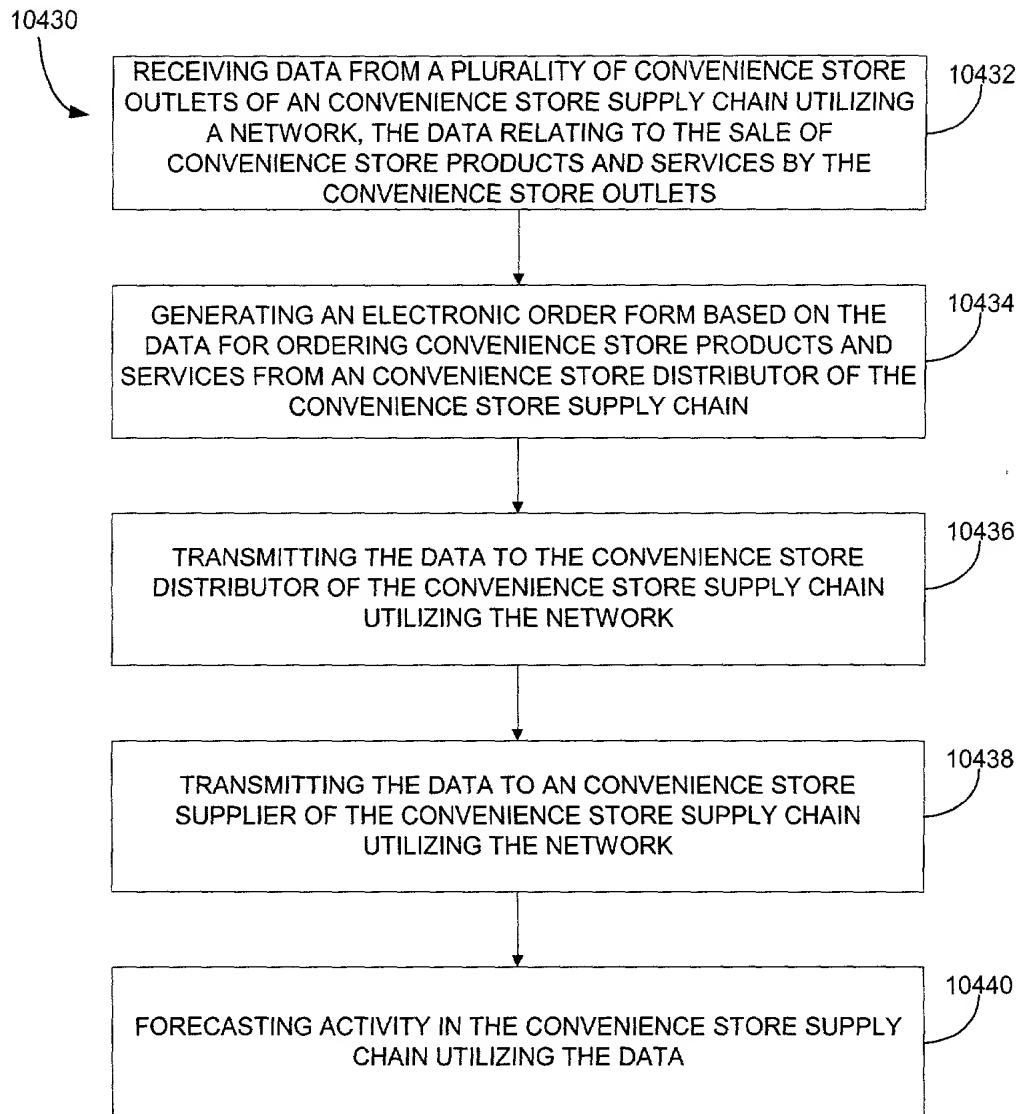 10430
RECEIVING DATA FROM A PLURALITY OF CONVENIENCE STORE
OUTLETS OF AN CONVENIENCE STORE SUPPLY CHAIN UTILIZING
A NETWORK, THE DATA RELATING TO THE SALE OF
CONVENIENCE STORE PRODUCTS AND SERVICES BY THE
CONVENIENCE STORE OUTLETS
10432
GENERATING AN ELECTRONIC ORDER FORM BASED ON THE
DATA FOR ORDERING CONVENIENCE STORE PRODUCTS AND
SERVICES FROM AN CONVENIENCE STORE DISTRIBUTOR OF THE
CONVENIENCE STORE SUPPLY CHAIN
10434
TRANSMITTING THE DATA TO THE CONVENIENCE STORE
DISTRIBUTOR OF THE CONVENIENCE STORE SUPPLY CHAIN
UTILIZING THE NETWORK
10436
TRANSMITTING THE DATA TO AN CONVENIENCE STORE
SUPPLIER OF THE CONVENIENCE STORE SUPPLY CHAIN
UTILIZING THE NETWORK
10438
FORECASTING ACTIVITY IN THE CONVENIENCE STORE SUPPLY
CHAIN UTILIZING THE DATA
10440